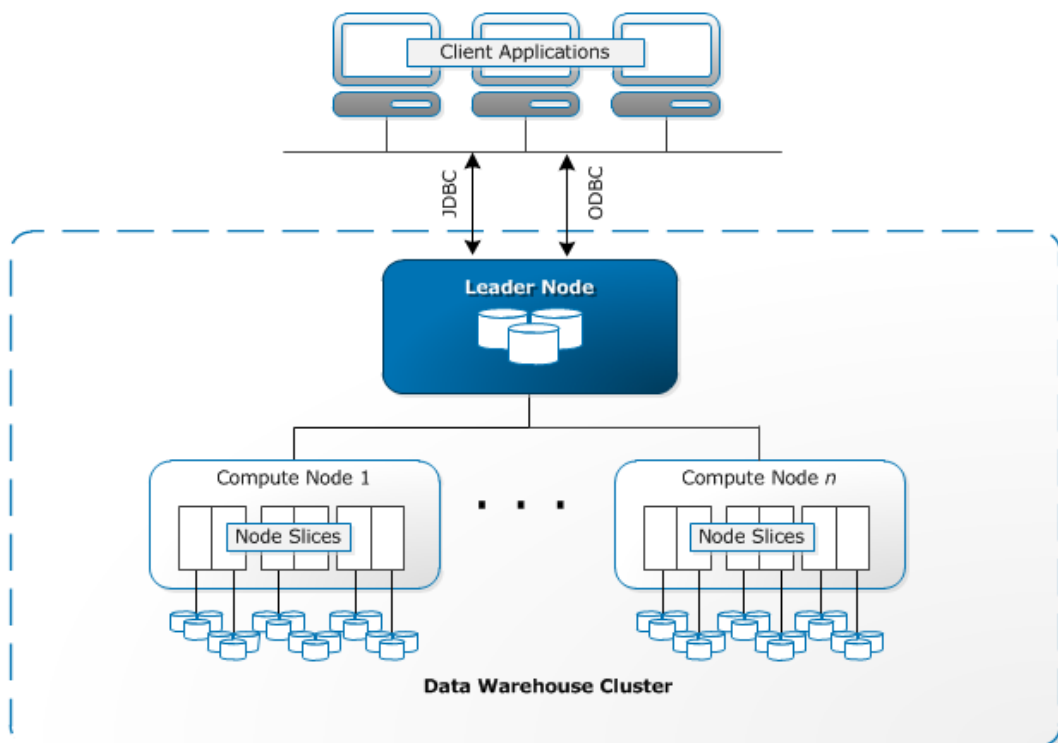 Client Applications
JDBC
ODBC
Leader Node
Compute Node 1
Compute Node n
Node Slices
Node Slices
Data Warehouse Cluster